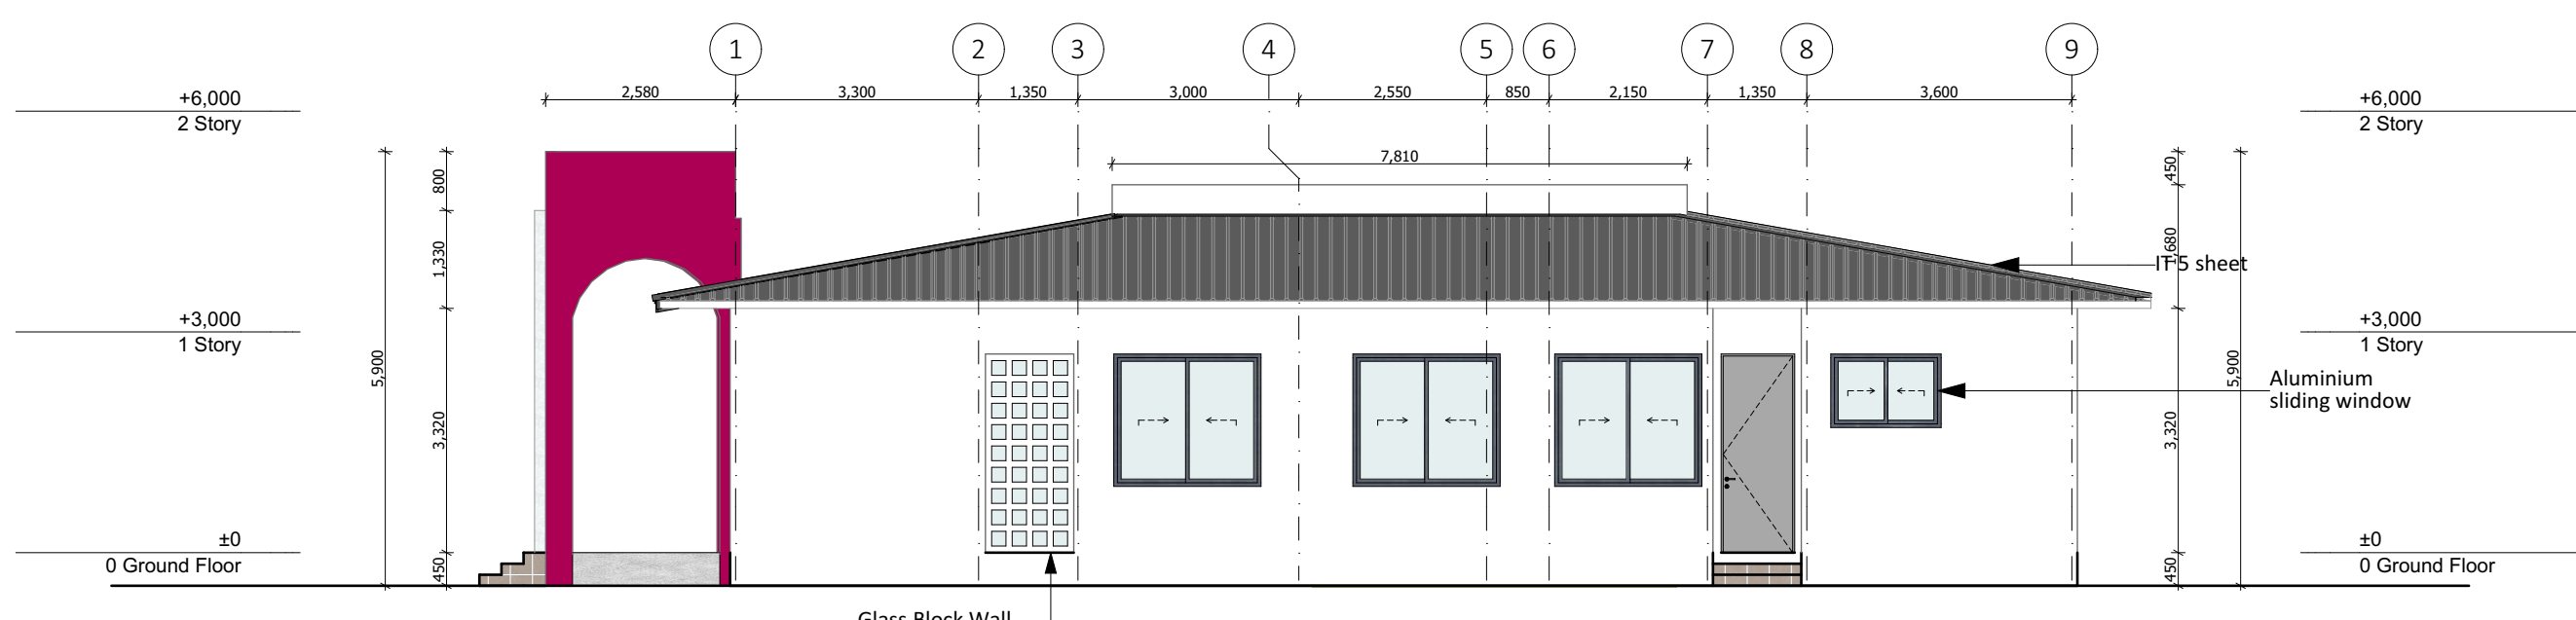 1 2 3 4 5 6 7 8 9
+6,000
2 Story
2,580 3,300 1,350 3,000 2,550 850 2,150 1,350 3,600
+6,000
2 Story
7,810
800
450
1,330
1,680
IT 5 sheet
+3,000
1 Story
+3,000
1 Story
5,900
5,900
Aluminium
sliding window
3,320
3,320
±0
0 Ground Floor
±0
0 Ground Floor
450
450
Glass Block Wall